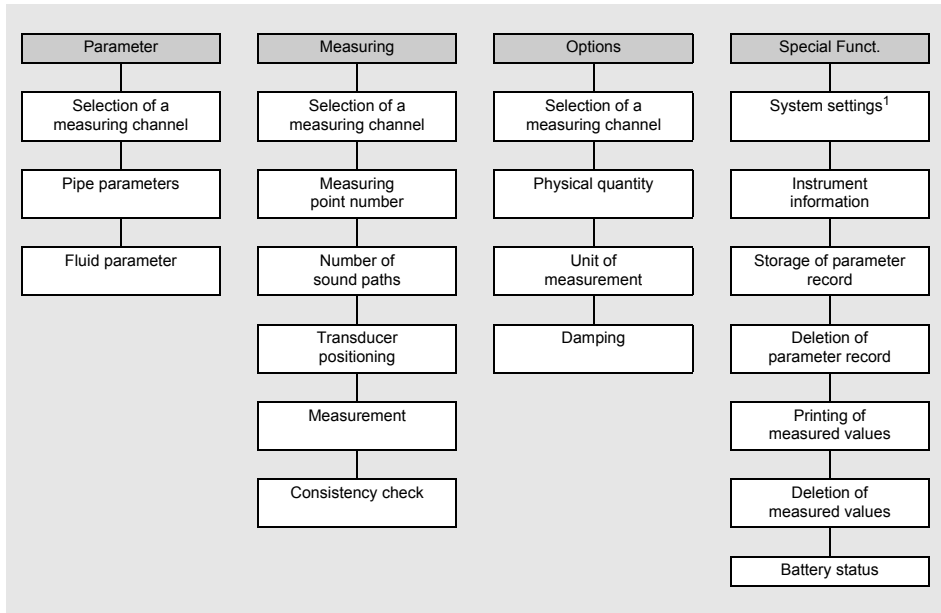 Parameter
Selection of a
measuring channel
Pipe parameters
Fluid parameter
Measuring
Selection of a
measuring channel
Measuring
point number
Number of
sound paths
Transducer
positioning
Measurement
Consistency check
Options
Selection of a
measuring channel
Physical quantity
Unit of
measurement
Damping
Special Funct.
System settings¹
Instrument
information
Storage of parameter
record
Deletion of
parameter record
Printing of
measured values
Deletion of
measured values
Battery status